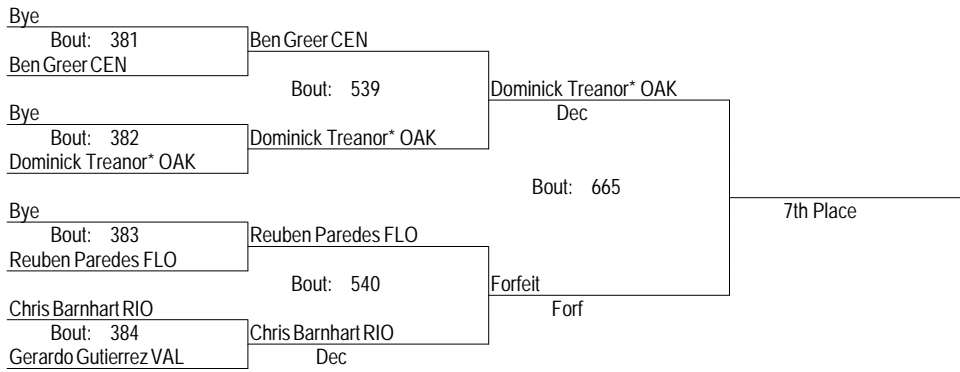 Bye
Bout: 381
Ben Greer CEN
Ben Greer CEN
Bout: 539
Bye
Bout: 382
Dominick Treanor* OAK
Dominick Treanor* OAK
Dominick Treanor* OAK
Dec
Bout: 665
7th Place
Bye
Bout: 383
Reuben Paredes FLO
Reuben Paredes FLO
Bout: 540
Forfeit
Forf
Chris Barnhart RIO
Bout: 384
Gerardo Gutierrez VAL
Chris Barnhart RIO
Dec